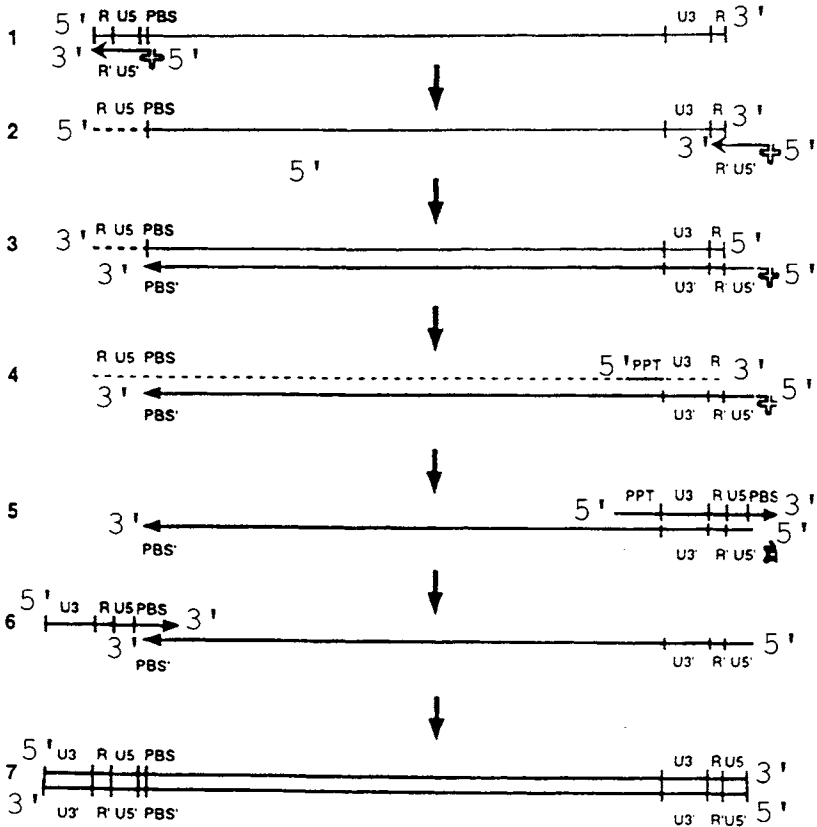 5' R U5 PBS U3 R 3'
1
3' 5'
R' U5'
R U5 PBS U3 R
2 5' 3'
3' 5'
R' U5'
5'
R U5 PBS U3 R
3 3' 5'
3' 5'
PBS' U3' R' U5'
R U5 PBS 5' PPT U3 R 3'
4
3' 5'
PBS' U3' R' U5'
5 PPT U3 R U5 PBS
5' 3'
3' 5'
PBS' U3' R' U5'
5' U3 R U5 PBS 3'
6
3' 5'
PBS' U3' R' U5'
5' U3 R U5 PBS U3 R U5
7 3'
3' 5'
U3' R' U5' PBS' U3' R' U5'